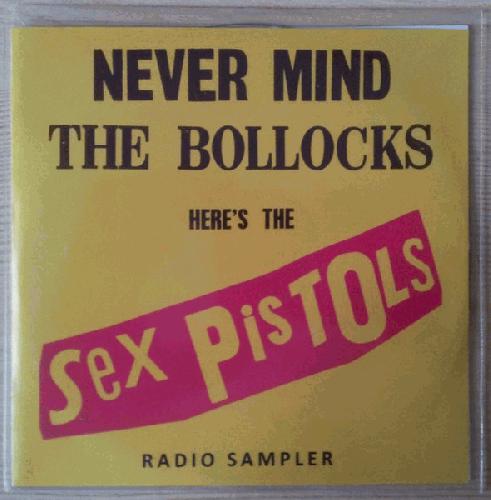 NEVER MIND
THE BOLLOCKS
HERE'S THE
Sex PiSTOLS
RADIO SAMPLER